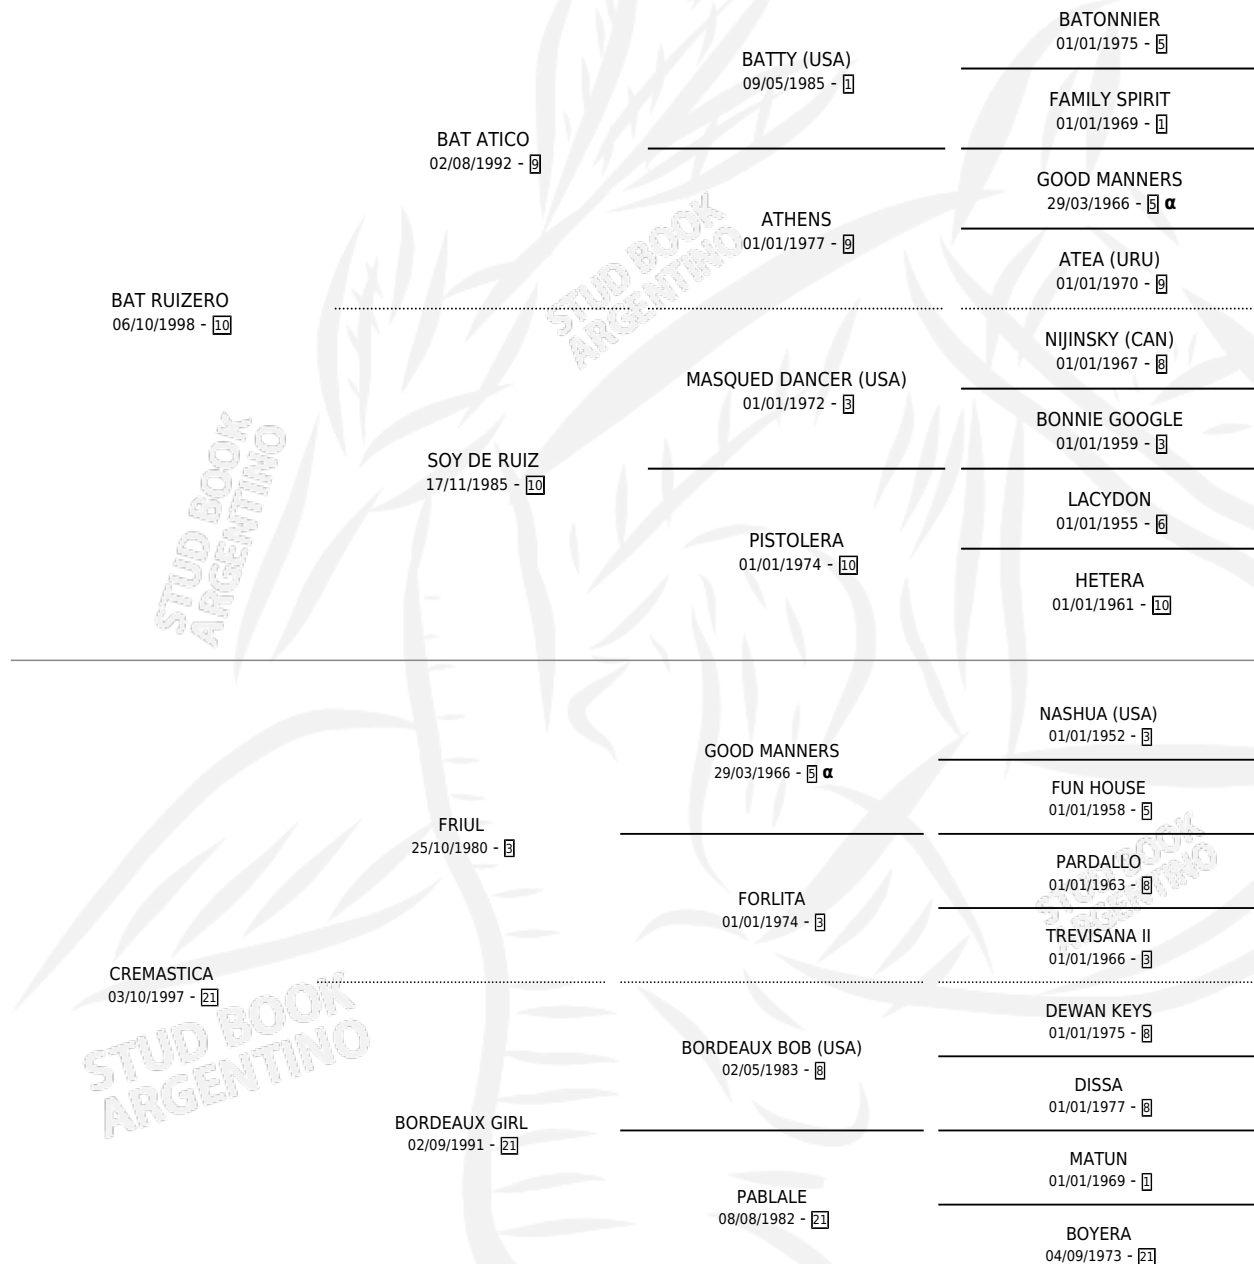 BATONNIER
01/01/1975 - 5
BATTY (USA)
09/05/1985 - 1
FAMILY SPIRIT
01/01/1969 - 1
BAT ATICO
02/08/1992 - 9
GOOD MANNERS
29/03/1966 - 5 α
ATHENS
01/01/1977 - 9
ATEA (URU)
01/01/1970 - 9
BAT RUIZERO
06/10/1998 - 10
NIJINSKY (CAN)
01/01/1967 - 8
MASQUED DANCER (USA)
01/01/1972 - 3
BONNIE GOOGLE
01/01/1959 - 3
SOY DE RUIZ
17/11/1985 - 10
LACYDON
01/01/1955 - 6
PISTOLERA
01/01/1974 - 10
HETERA
01/01/1961 - 10
NASHUA (USA)
01/01/1952 - 3
GOOD MANNERS
29/03/1966 - 5 α
FUN HOUSE
01/01/1958 - 5
FRIUL
25/10/1980 - 3
PARDALLO
01/01/1963 - 8
FORLITA
01/01/1974 - 3
TREVISANA II
01/01/1966 - 3
CREMASTICA
03/10/1997 - 21
DEWAN KEYS
01/01/1975 - 8
BORDEAUX BOB (USA)
02/05/1983 - 8
DISSA
01/01/1977 - 8
BORDEAUX GIRL
02/09/1991 - 21
MATUN
01/01/1969 - 1
PABLALE
08/08/1982 - 21
BOYERA
04/09/1973 - 21
STUD BOOK
ARGENTINO
STUD BOOK
ARGENTINO
STUD BOOK
ARGENTINO
STUD BOOK
ARGENTINO